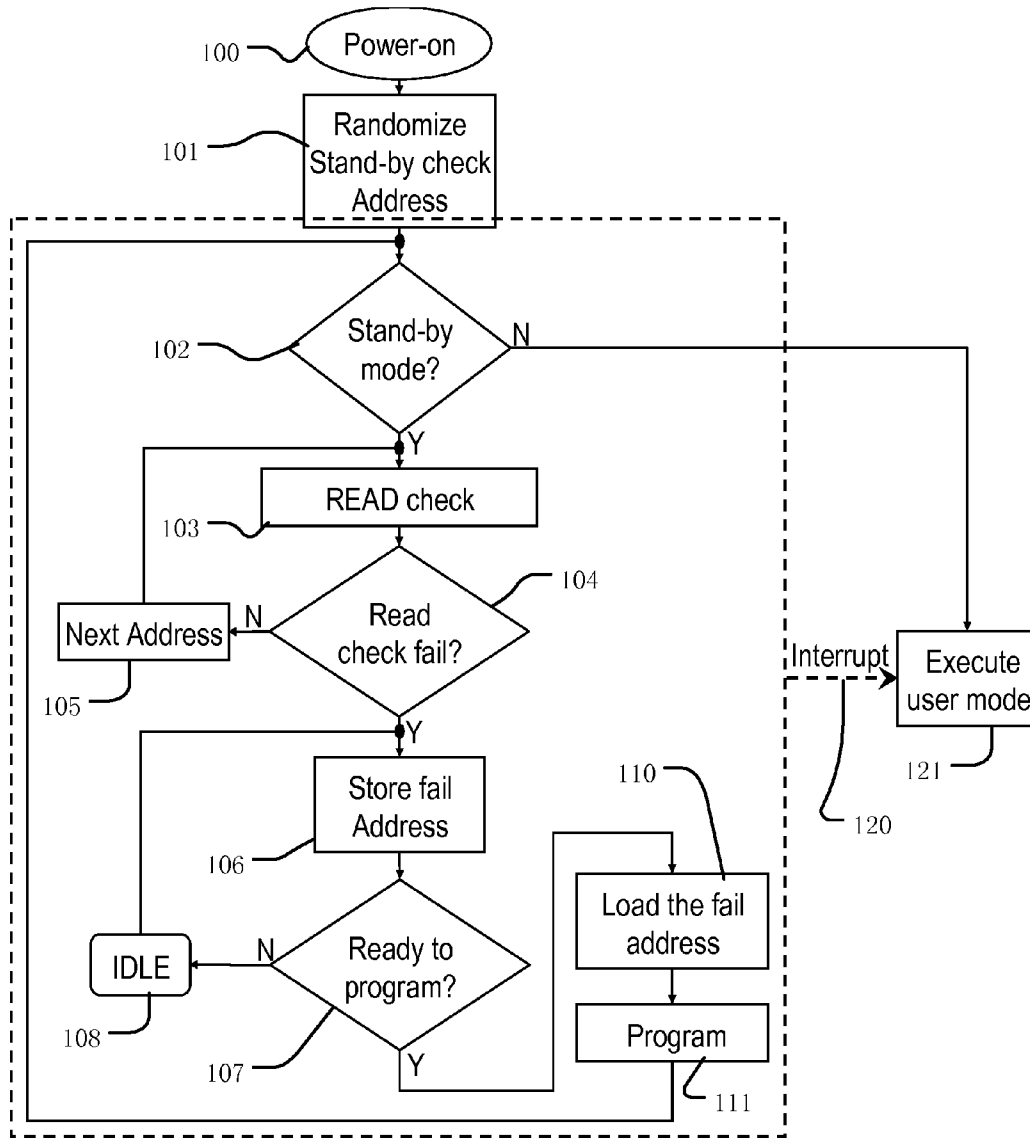 Power-on
100
Randomize
Stand-by check
Address
101
Stand-by
mode?
N
102
Y
READ check
103
104
Read
check fail?
N
Next Address
105
Interrupt
Execute
user mode
121
120
Y
Store fail
Address
106
110
Load the fail
address
Ready to
program?
N
IDLE
108
107
Y
Program
111